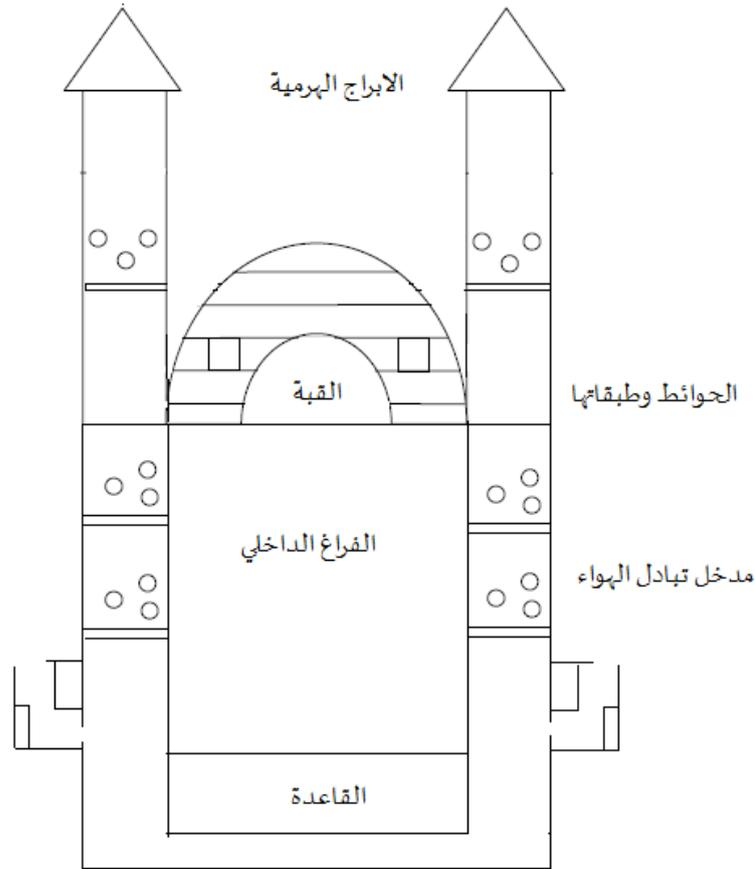 الابراج الهرمية
القبة
الحوائط وطبقاتها
الفراغ الداخلي
مدخل تبادل الهواء
القاعدة